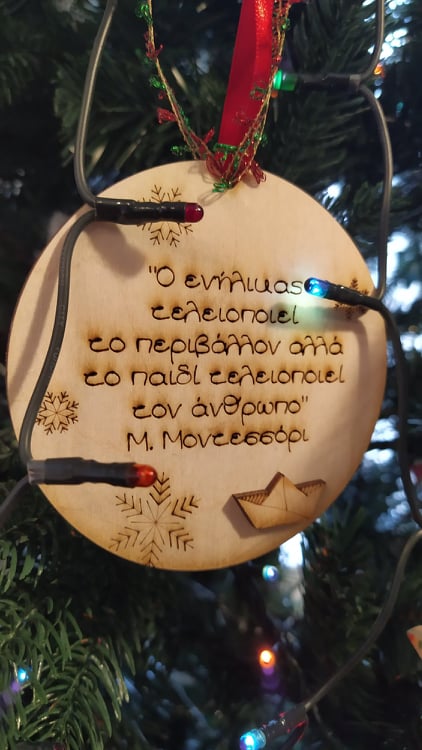 "Ο ενήλικας
τελειοποιεί
το περιβάλλον αλλά
το παιδί τελειοποιεί
τον άνθρωπο"
Μ. Μοντεσσόρι